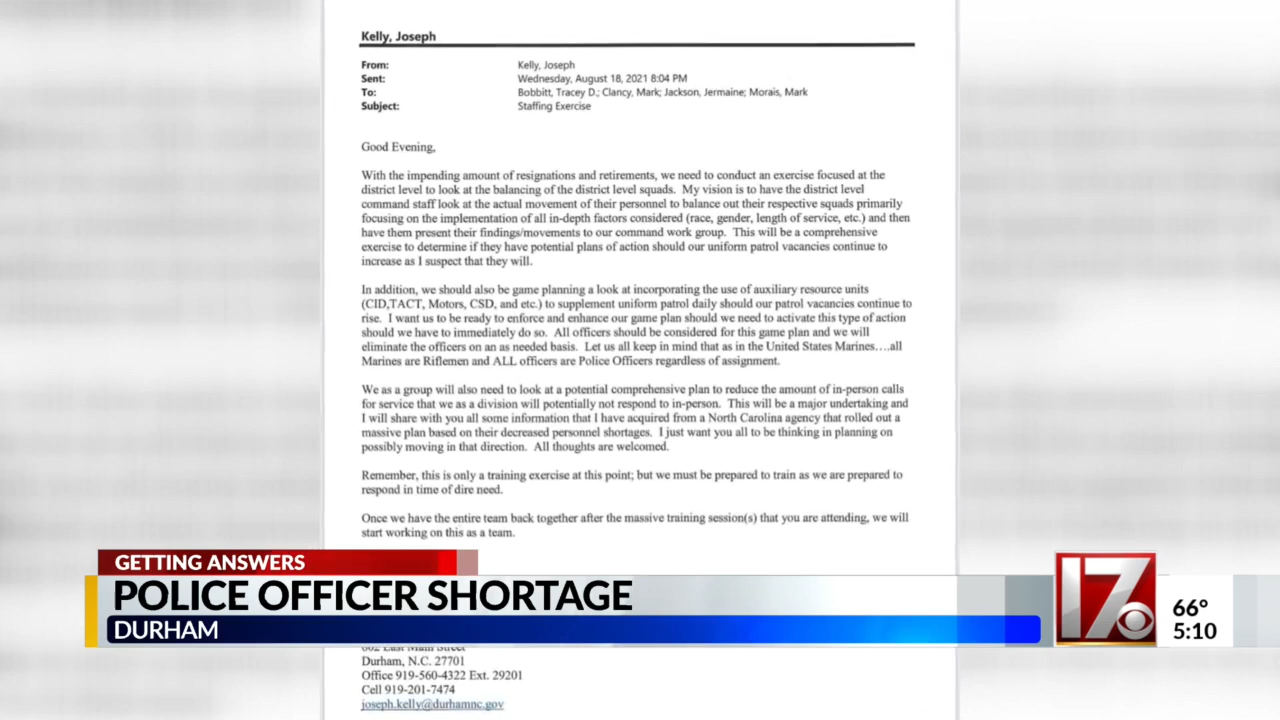 Kelly, Joseph
From: Kelly, Joseph
Sent: Wednesday, August 18, 2021 8:04 PM
To: Bobbitt, Tracey D.; Clancy, Mark; Jackson, Jermaine; Morais, Mark
Subject: Staffing Exercise
Good Evening,
With the impending amount of resignations and retirements, we need to conduct an exercise focused at the
district level to look at the balancing of the district level squads. My vision is to have the district level
command staff look at the actual movement of their personnel to balance out their respective squads primarily
focusing on the implementation of all in-depth factors considered (race, gender, length of service, etc.) and then
have them present their findings/movements to our command work group. This will be a comprehensive
exercise to determine if they have potential plans of action should our uniform patrol vacancies continue to
increase as I suspect that they will.
In addition, we should also be game planning a look at incorporating the use of auxiliary resource units
(CID,TACT, Motors, CSD, and etc.) to supplement uniform patrol daily should our patrol vacancies continue to
rise. I want us to be ready to enforce and enhance our game plan should we need to activate this type of action
should we have to immediately do so. All officers should be considered for this game plan and we will
eliminate the officers on an as needed basis. Let us all keep in mind that as in the United States Marines….all
Marines are Riflemen and ALL officers are Police Officers regardless of assignment.
We as a group will also need to look at a potential comprehensive plan to reduce the amount of in-person calls
for service that we as a division will potentially not respond to in-person. This will be a major undertaking and
I will share with you all some information that I have acquired from a North Carolina agency that rolled out a
massive plan based on their decreased personnel shortages. I just want you all to be thinking in planning on
possibly moving in that direction. All thoughts are welcomed.
Remember, this is only a training exercise at this point; but we must be prepared to train as we are prepared to
respond in time of dire need.
Once we have the entire team back together after the massive training session(s) that you are attending, we will
start working on this as a team.
GETTING ANSWERS
POLICE OFFICER SHORTAGE
DURHAM
17
66°
5:10
602 East Main Street
Durham, N.C. 27701
Office 919-560-4322 Ext. 29201
Cell 919-201-7474
joseph.kelly@durhamnc.gov